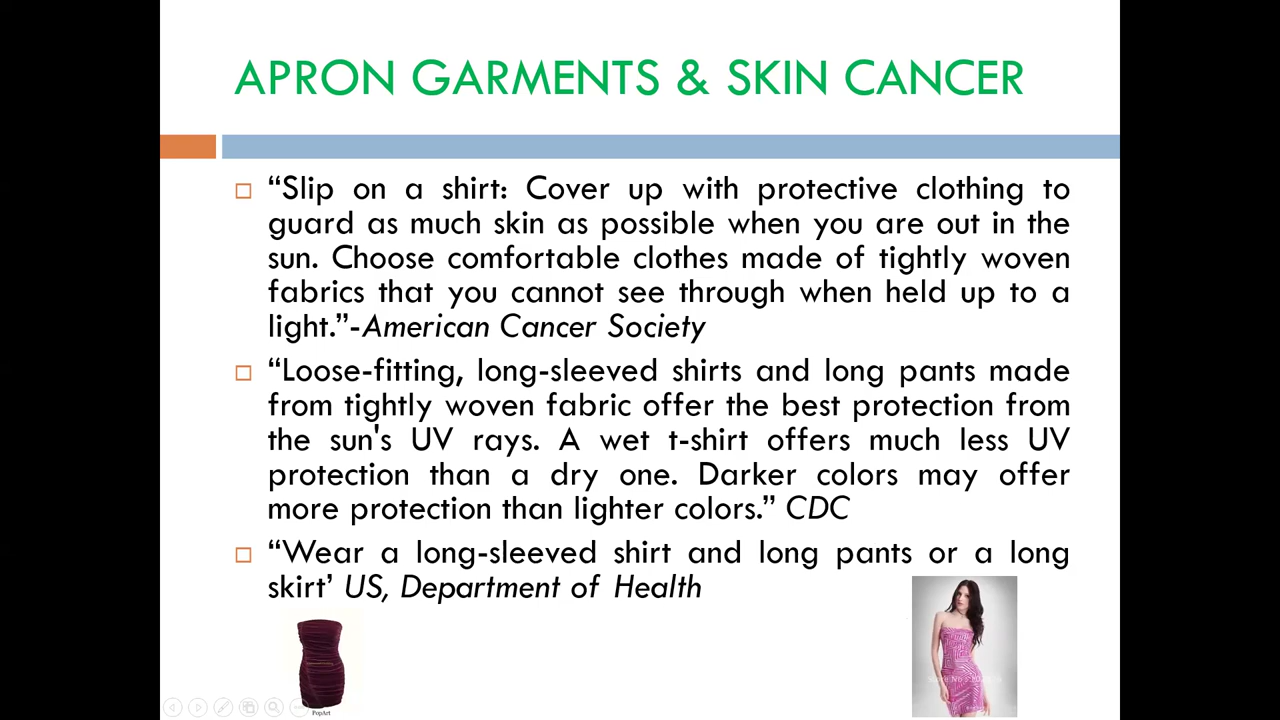 APRON GARMENTS & SKIN CANCER
“Slip on a shirt: Cover up with protective clothing to
guard as much skin as possible when you are out in the
sun. Choose comfortable clothes made of tightly woven
fabrics that you cannot see through when held up to a
light.”-American Cancer Society
“Loose-fitting, long-sleeved shirts and long pants made
from tightly woven fabric offer the best protection from
the sun's UV rays. A wet t-shirt offers much less UV
protection than a dry one. Darker colors may offer
more protection than lighter colors.” CDC
“Wear a long-sleeved shirt and long pants or a long
skirt’ US, Department of Health
PopArt